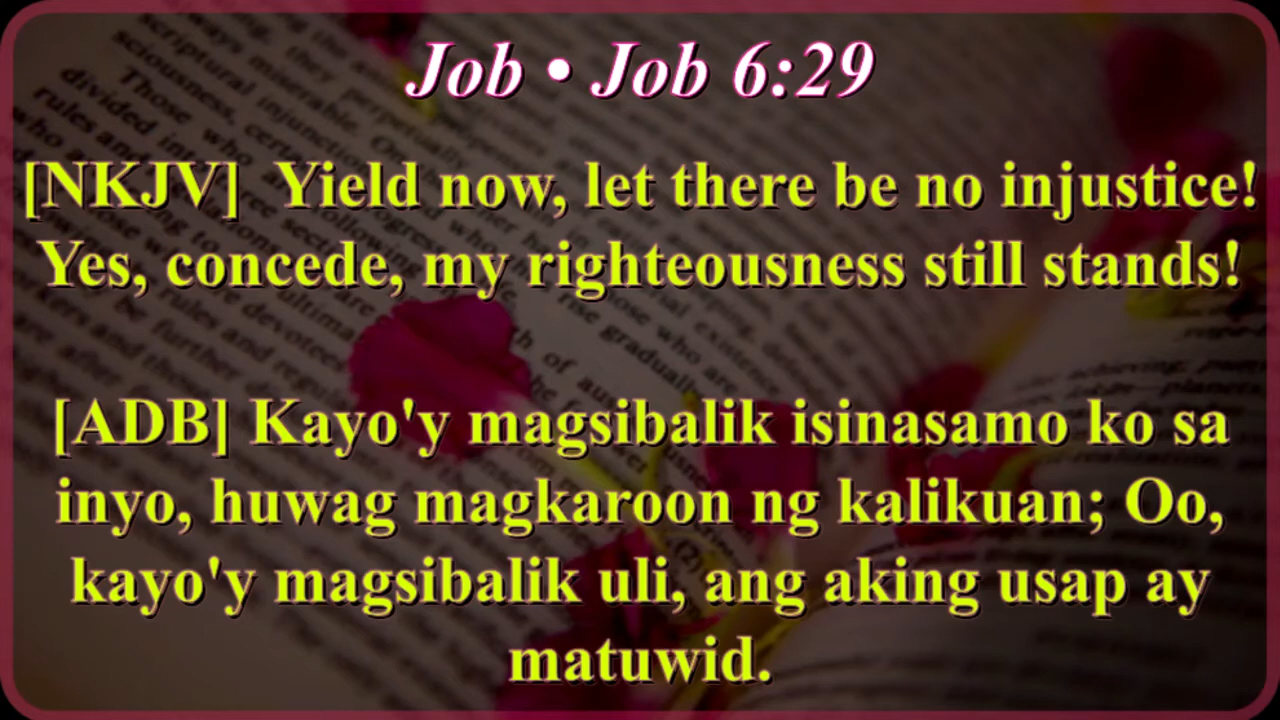 Job • Job 6:29
[NKJV] Yield now, let there be no injustice!
Yes, concede, my righteousness still stands!
[ADB] Kayo'y magsibalik isinasamo ko sa
inyo, huwag magkaroon ng kalikuan; Oo,
kayo'y magsibalik uli, ang aking usap ay
matuwid.